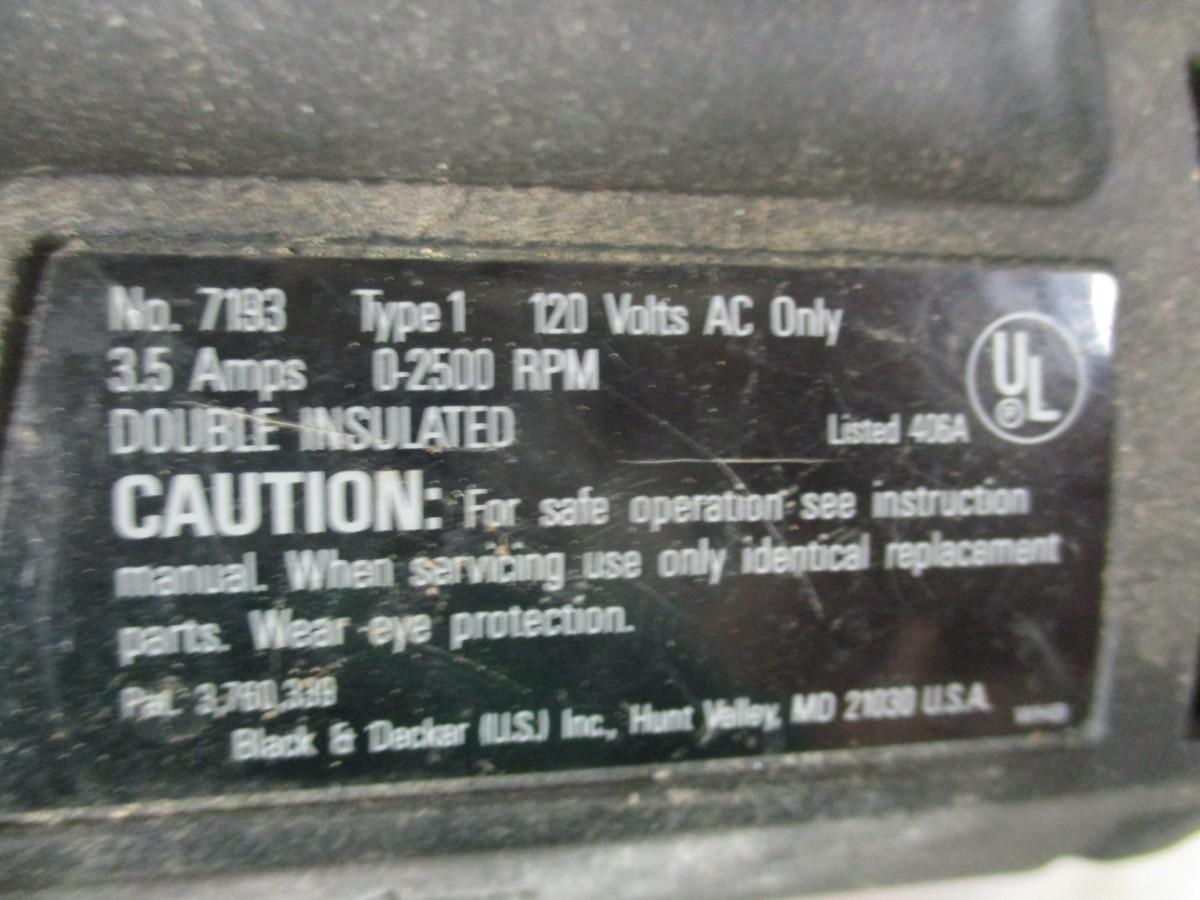 No. 7193 Type 1 120 Volts AC Only
3.5 Amps 0-2500 RPM
UL
®
DOUBLE INSULATED Listed 406A
CAUTION: For safe operation see instruction
manual. When servicing use only identical replacement
parts. Wear eye protection.
Pat. 3,760,339
Black & Decker (U.S.) Inc., Hunt Valley, MD 21030 U.S.A.